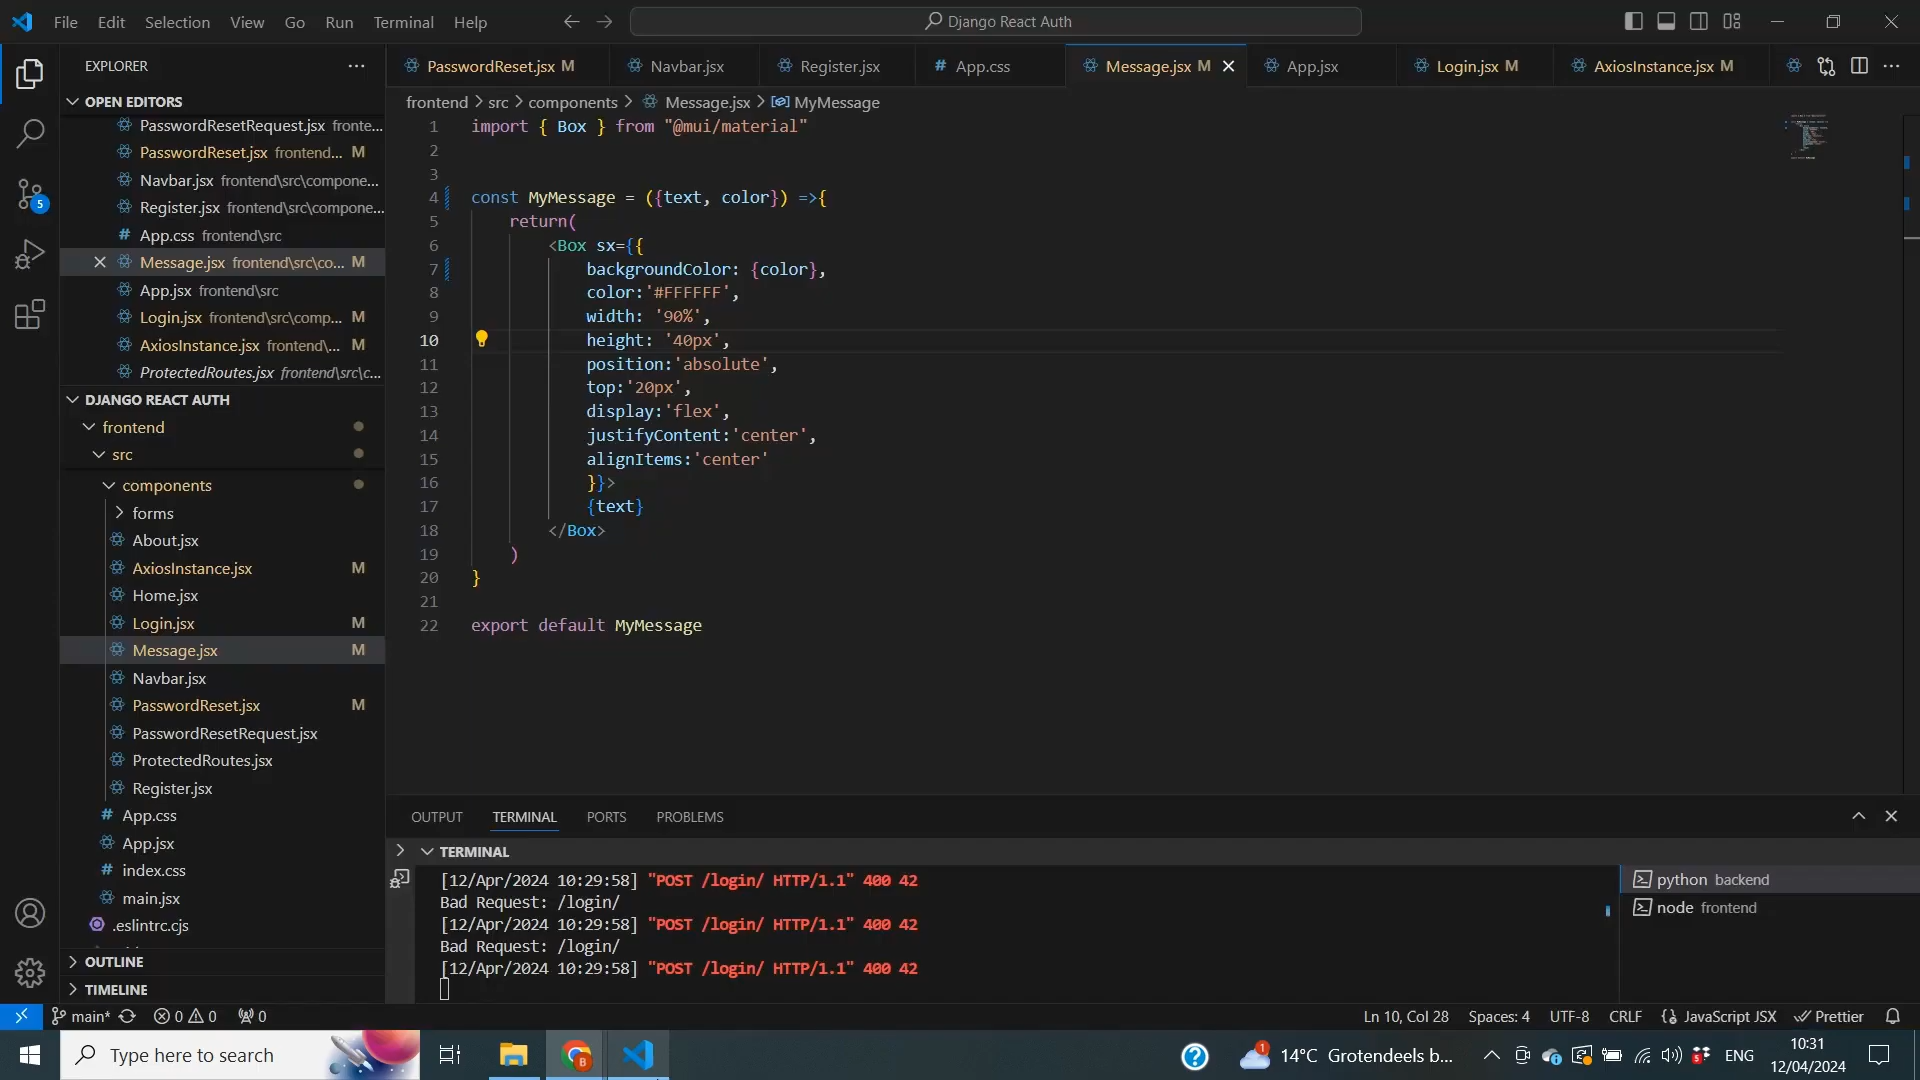 File Edit Selection View Go Run Terminal Help
Django React Auth
EXPLORER
OPEN EDITORS
PasswordResetRequest.jsx fronte...
PasswordReset.jsx frontend... M
Navbar.jsx frontend\src\compone...
Register.jsx frontend\src\compone...
# App.css frontend\src
Message.jsx frontend\src\co... M
App.jsx frontend\src
Login.jsx frontend\src\comp... M
AxiosInstance.jsx frontend\... M
ProtectedRoutes.jsx frontend\src\c...
DJANGO REACT AUTH
frontend
src
components
forms
About.jsx
AxiosInstance.jsx M
Home.jsx
Login.jsx M
Message.jsx M
Navbar.jsx
PasswordReset.jsx M
PasswordResetRequest.jsx
ProtectedRoutes.jsx
Register.jsx
# App.css
App.jsx
# index.css
main.jsx
.eslintrc.cjs
OUTLINE
TIMELINE
5
PasswordReset.jsx M Navbar.jsx Register.jsx # App.css Message.jsx M App.jsx Login.jsx M AxiosInstance.jsx M
frontend > src > components > Message.jsx > MyMessage
1 import { Box } from "@mui/material"
2
3
4 const MyMessage = ({text, color}) =>{
5 return(
6 <Box sx={{
7 backgroundColor: {color},
8 color:'#FFFFFF',
9 width: '90%',
10 height: '40px',
11 position:'absolute',
12 top:'20px',
13 display:'flex',
14 justifyContent:'center',
15 alignItems:'center'
16 }}>
17 {text}
18 </Box>
19 )
20 }
21
22 export default MyMessage
OUTPUT TERMINAL PORTS PROBLEMS
TERMINAL
[12/Apr/2024 10:29:58] "POST /login/ HTTP/1.1" 400 42
Bad Request: /login/
[12/Apr/2024 10:29:58] "POST /login/ HTTP/1.1" 400 42
Bad Request: /login/
[12/Apr/2024 10:29:58] "POST /login/ HTTP/1.1" 400 42
python backend
node frontend
main* 0 0 0
Ln 10, Col 28 Spaces: 4 UTF-8 CRLF JavaScript JSX Prettier
Type here to search
B
1
14°C Grotendeels b...
5
ENG
10:31
12/04/2024